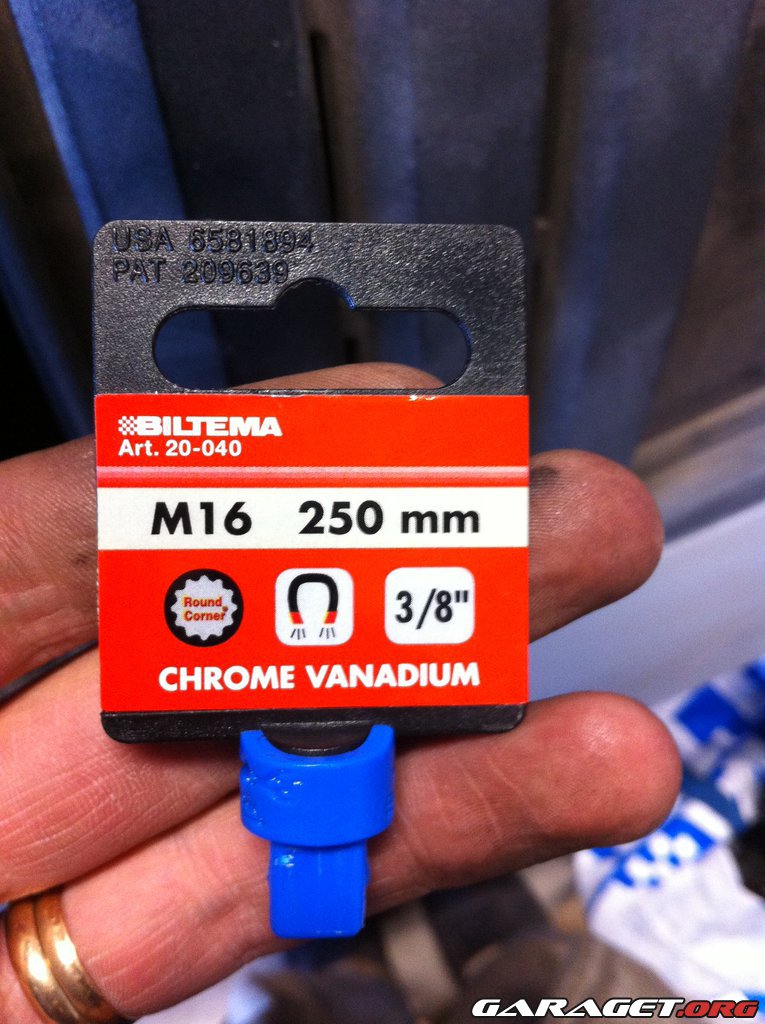 USA 6581894
PAT 209639
BILTEMA
Art. 20-040
M16 250 mm
Round
Corner
3/8"
CHROME VANADIUM
GARAGET.ORG